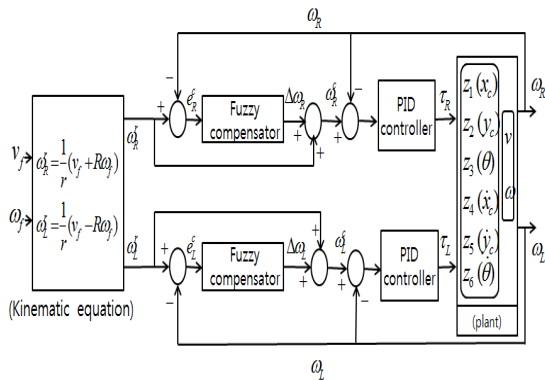 ω_R
− −
e_R^c Δω_R ω_R^c τ_R ω_R
+ Fuzzy compensator + + + PID controller
ω_R^r
v_f
ω_R^r = 1/r (v_f + Rω_f)
ω_f
ω_L^r = 1/r (v_f − Rω_f)
ω_L^r
(Kinematic equation)
z_1 (x_c)
z_2 (y_c)
z_3 (θ)
z_4 (ẋ_c)
z_5 (ẏ_c)
z_6 (θ̇)
v
ω
(plant)
+ e_L^c Fuzzy compensator Δω_L + + ω_L^c + PID controller τ_L ω_L
− −
ω_L